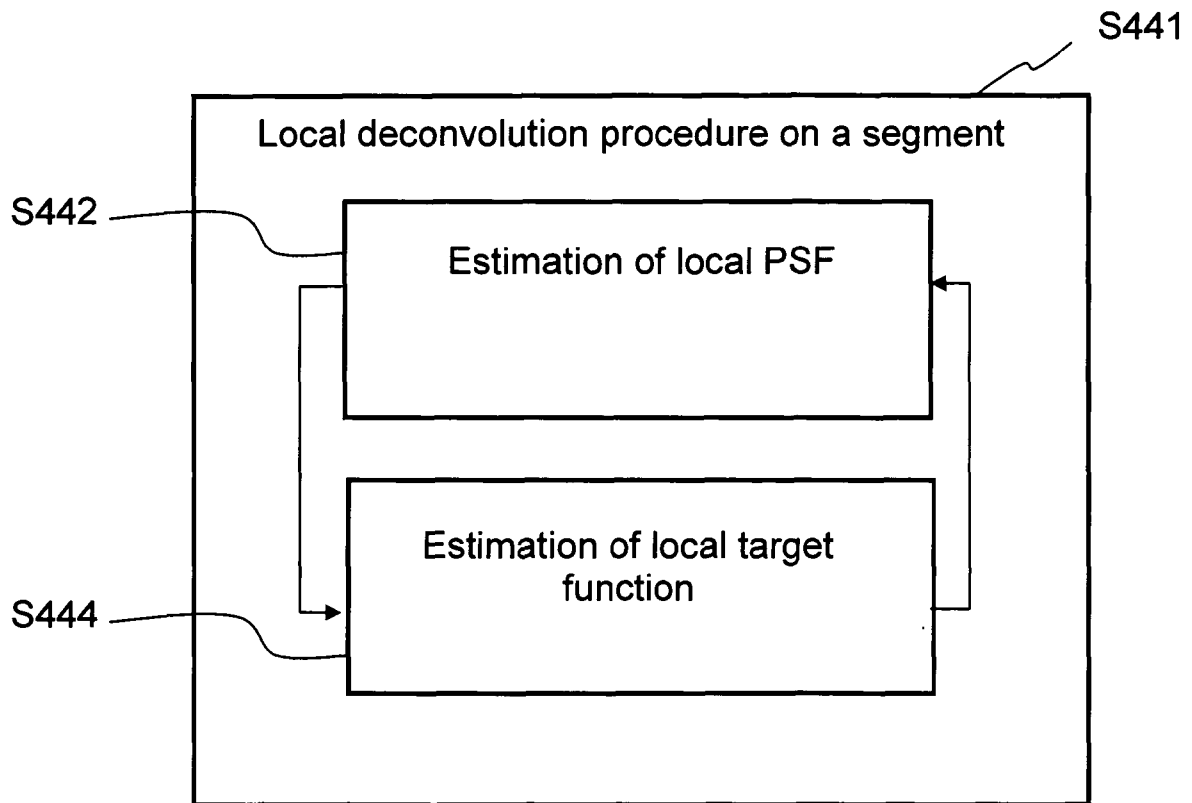 S441
Local deconvolution procedure on a segment
S442
Estimation of local PSF
Estimation of local target
function
S444